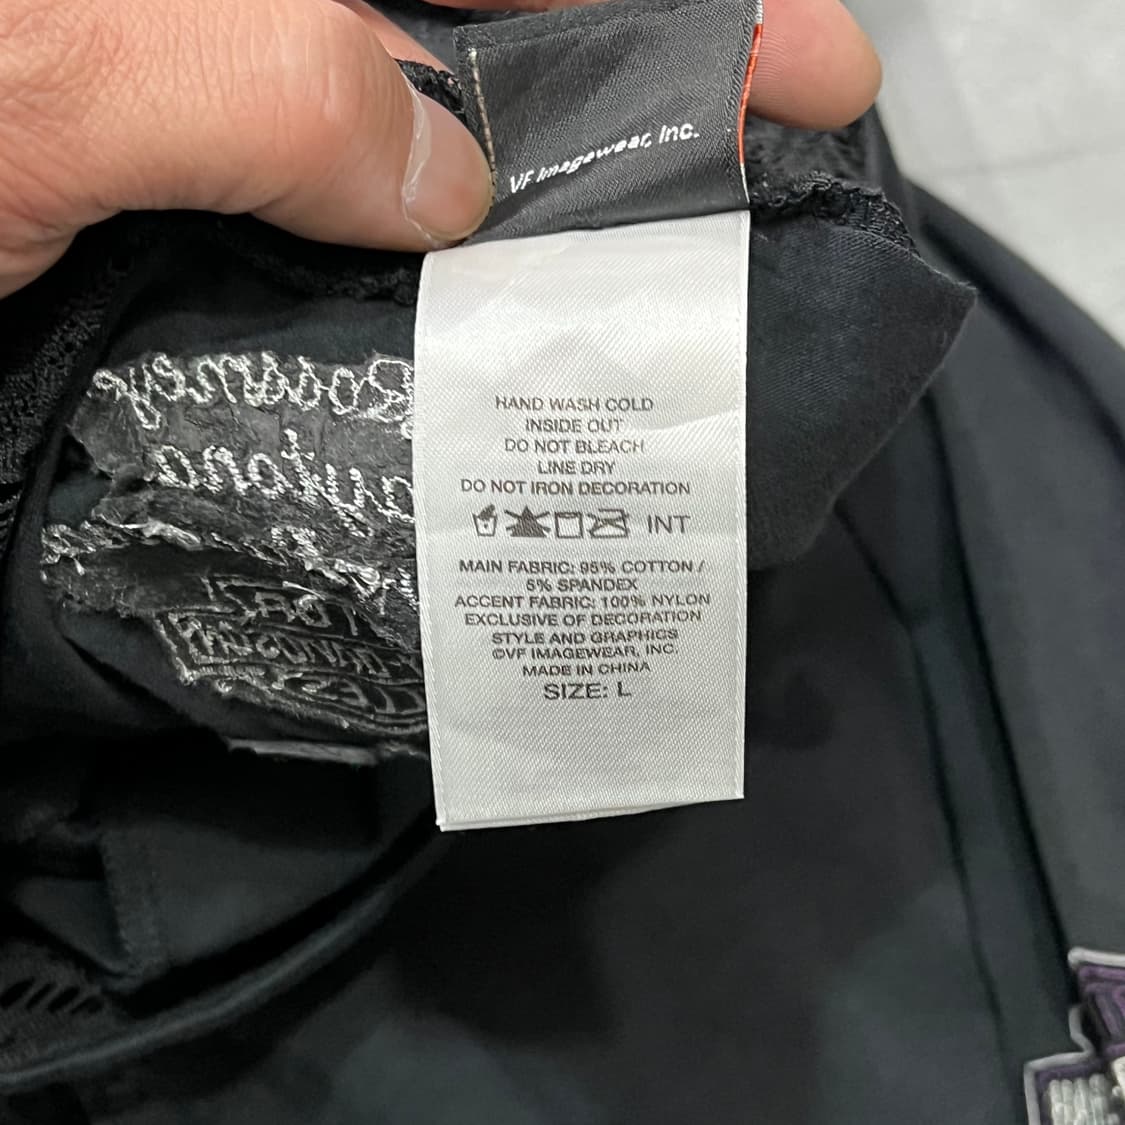 VF Imagewear, Inc.
HAND WASH COLD
INSIDE OUT
DO NOT BLEACH
LINE DRY
DO NOT IRON DECORATION
INT
MAIN FABRIC: 95% COTTON /
5% SPANDEX
ACCENT FABRIC: 100% NYLON
EXCLUSIVE OF DECORATION
STYLE AND GRAPHICS
©VF IMAGEWEAR, INC.
MADE IN CHINA
SIZE: L